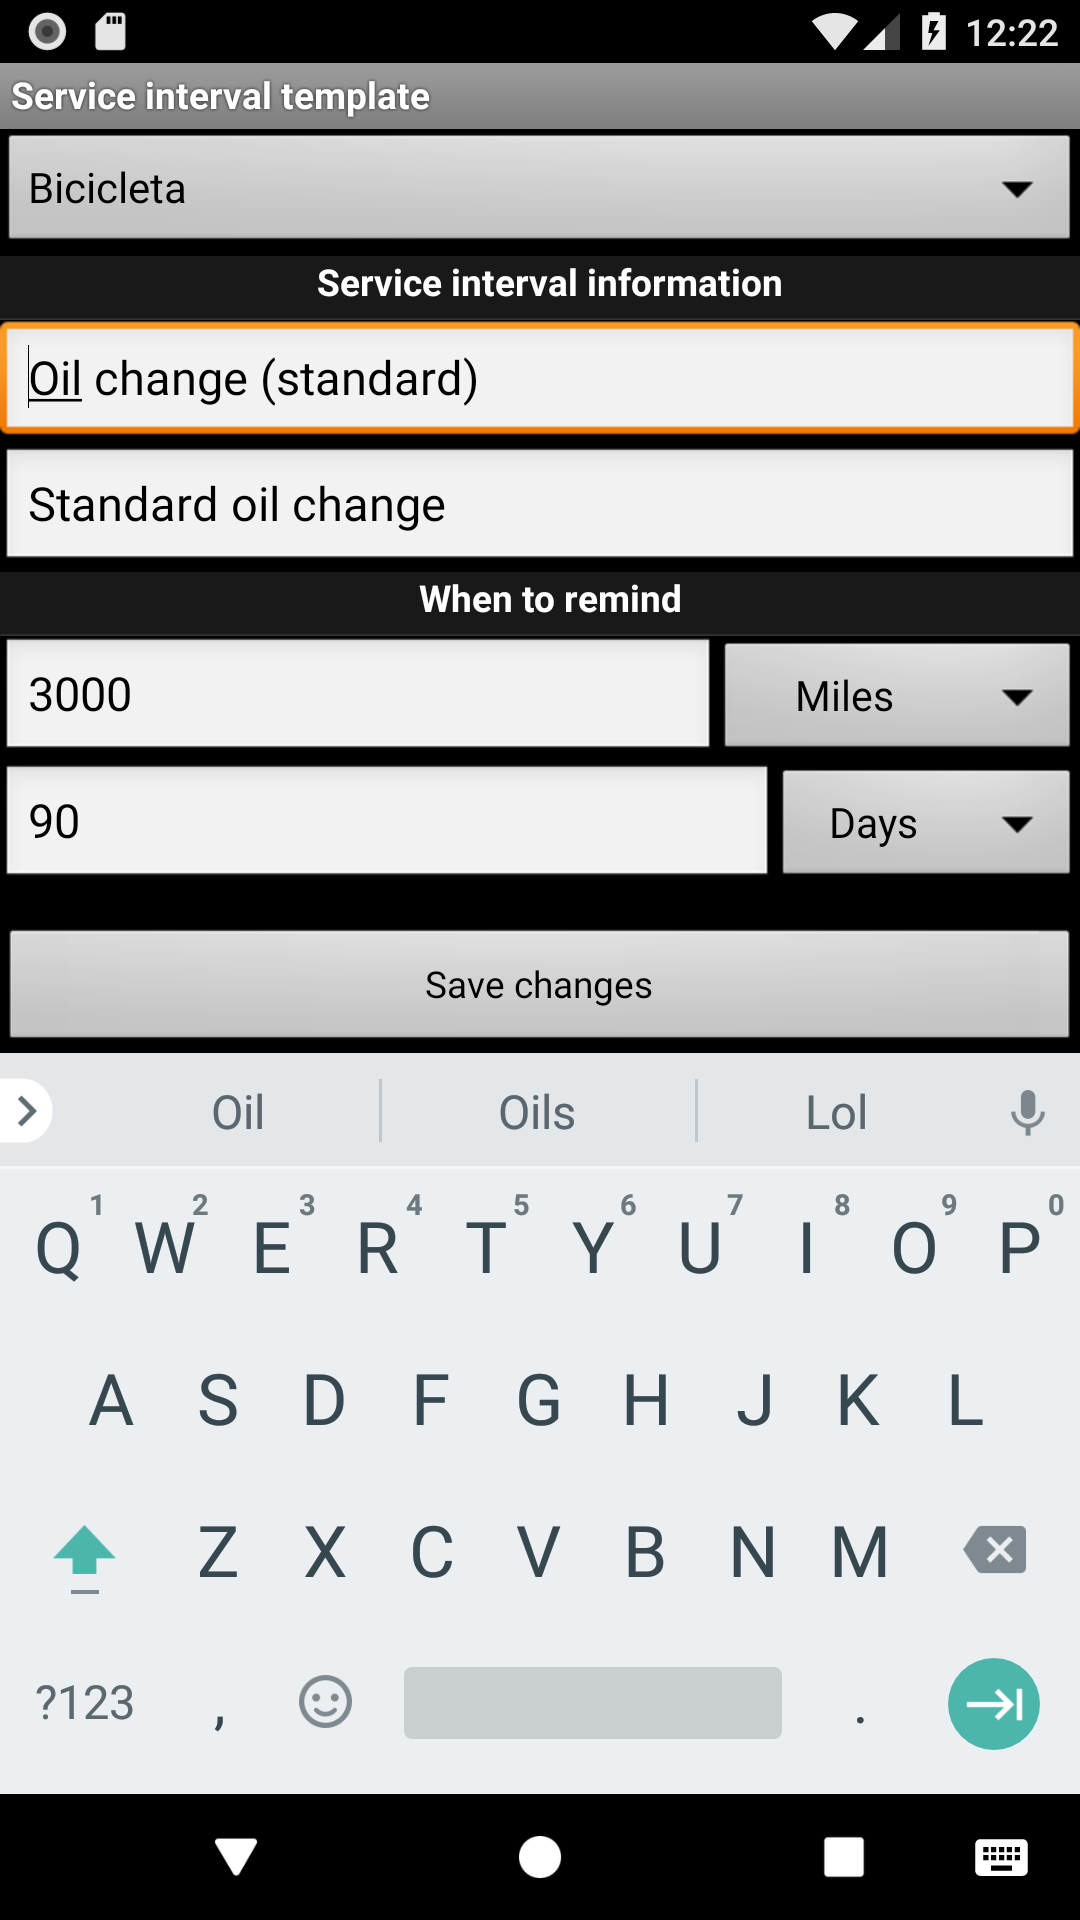 12:22
Service interval template
Bicicleta
Service interval information
Oil change (standard)
Standard oil change
When to remind
3000 Miles
90 Days
Save changes
Oil Oils Lol
1 2 3 4 5 6 7 8 9 0
Q W E R T Y U I O P
A S D F G H J K L
Z X C V B N M
?123 , .